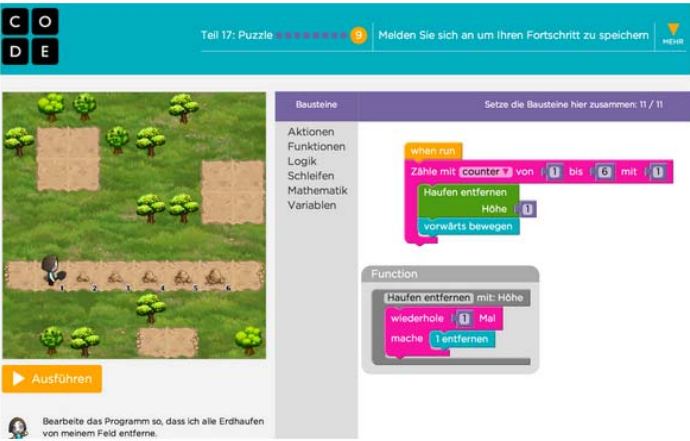 C O
D E
Teil 17: Puzzle 9 Melden Sie sich an um Ihren Fortschritt zu speichern
MEHR
Bausteine
Setze die Bausteine hier zusammen: 11 / 11
Aktionen
Funktionen
Logik
Schleifen
Mathematik
Variablen
when run
Zähle mit counter von 1 bis 6 mit 1
Haufen entfernen
Höhe 1
vorwärts bewegen
Function
Haufen entfernen mit: Höhe
wiederhole 1 Mal
mache 1 entfernen
1 2 3 4 5 6
Ausführen
Bearbeite das Programm so, dass ich alle Erdhaufen
von meinem Feld entferne.